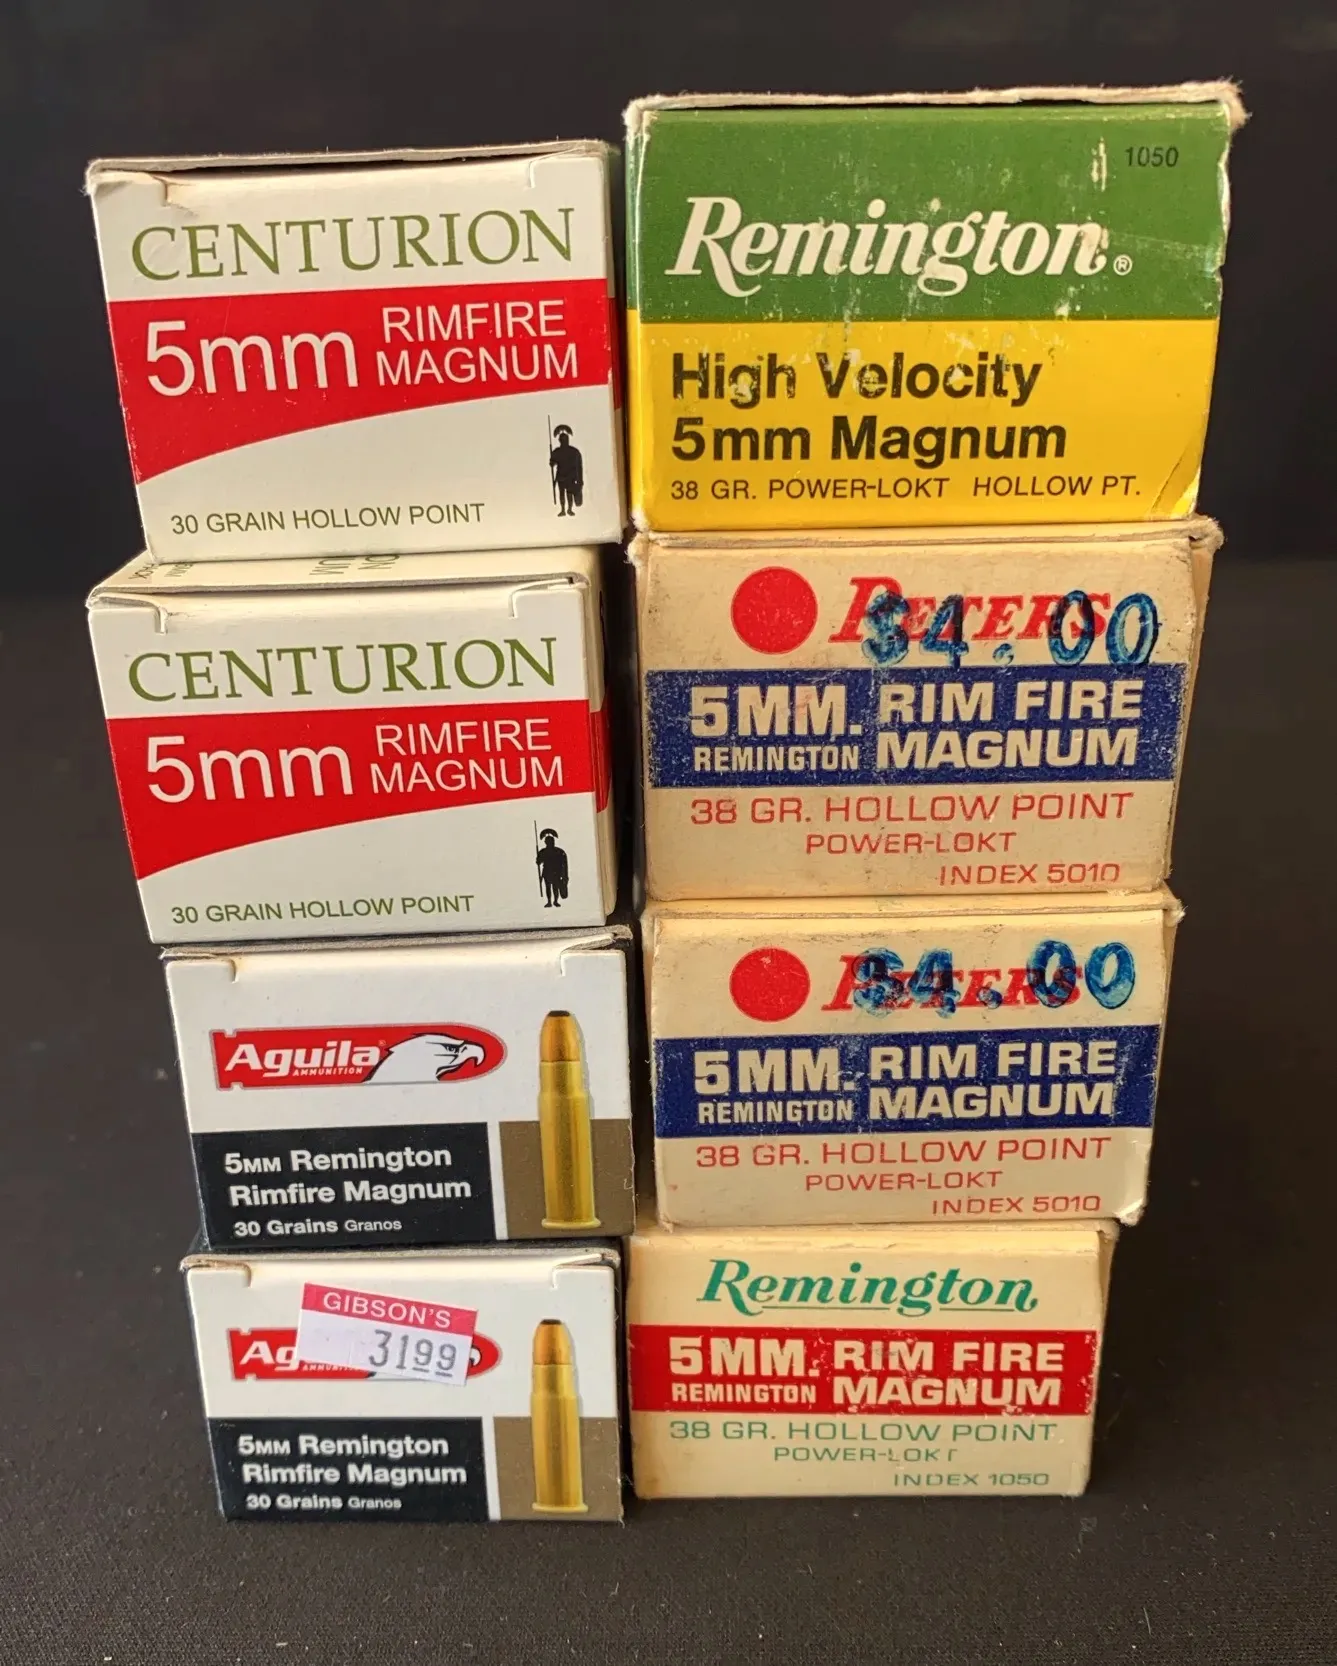 CENTURION
5mm RIMFIRE
MAGNUM
30 GRAIN HOLLOW POINT
CENTURION
5mm RIMFIRE
MAGNUM
30 GRAIN HOLLOW POINT
Aguila
AMMUNITION
5MM Remington
Rimfire Magnum
30 Grains Granos
GIBSON'S
3199
Ag
5MM Remington
Rimfire Magnum
30 Grains Granos
1050
Remington®
High Velocity
5mm Magnum
38 GR. POWER-LOKT HOLLOW PT.
PETERS
$4.00
5MM. RIM FIRE
REMINGTON MAGNUM
38 GR. HOLLOW POINT
POWER-LOKT
INDEX 5010
PETERS
$4.00
5MM. RIM FIRE
REMINGTON MAGNUM
38 GR. HOLLOW POINT
POWER-LOKT
INDEX 5010
Remington
5MM. RIM FIRE
REMINGTON MAGNUM
38 GR. HOLLOW POINT
POWER-LOKT
INDEX 1050